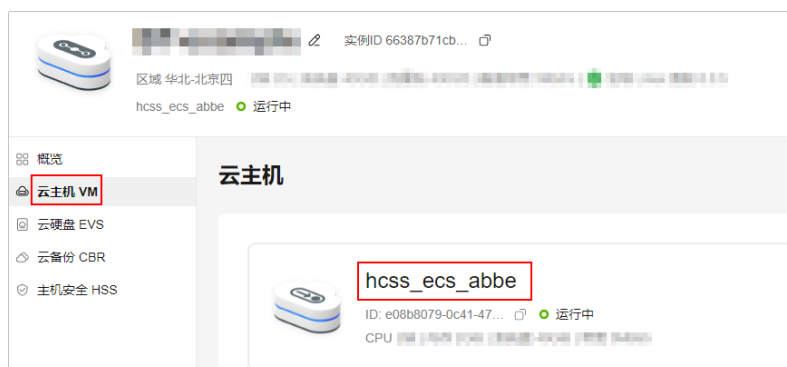 实例ID 66387b71cb...
区域 华北-北京四
hcss_ecs_abbe 运行中
概览
云主机 VM
云硬盘 EVS
云备份 CBR
主机安全 HSS
云主机
hcss_ecs_abbe
ID: e08b8079-0c41-47... 运行中
CPU